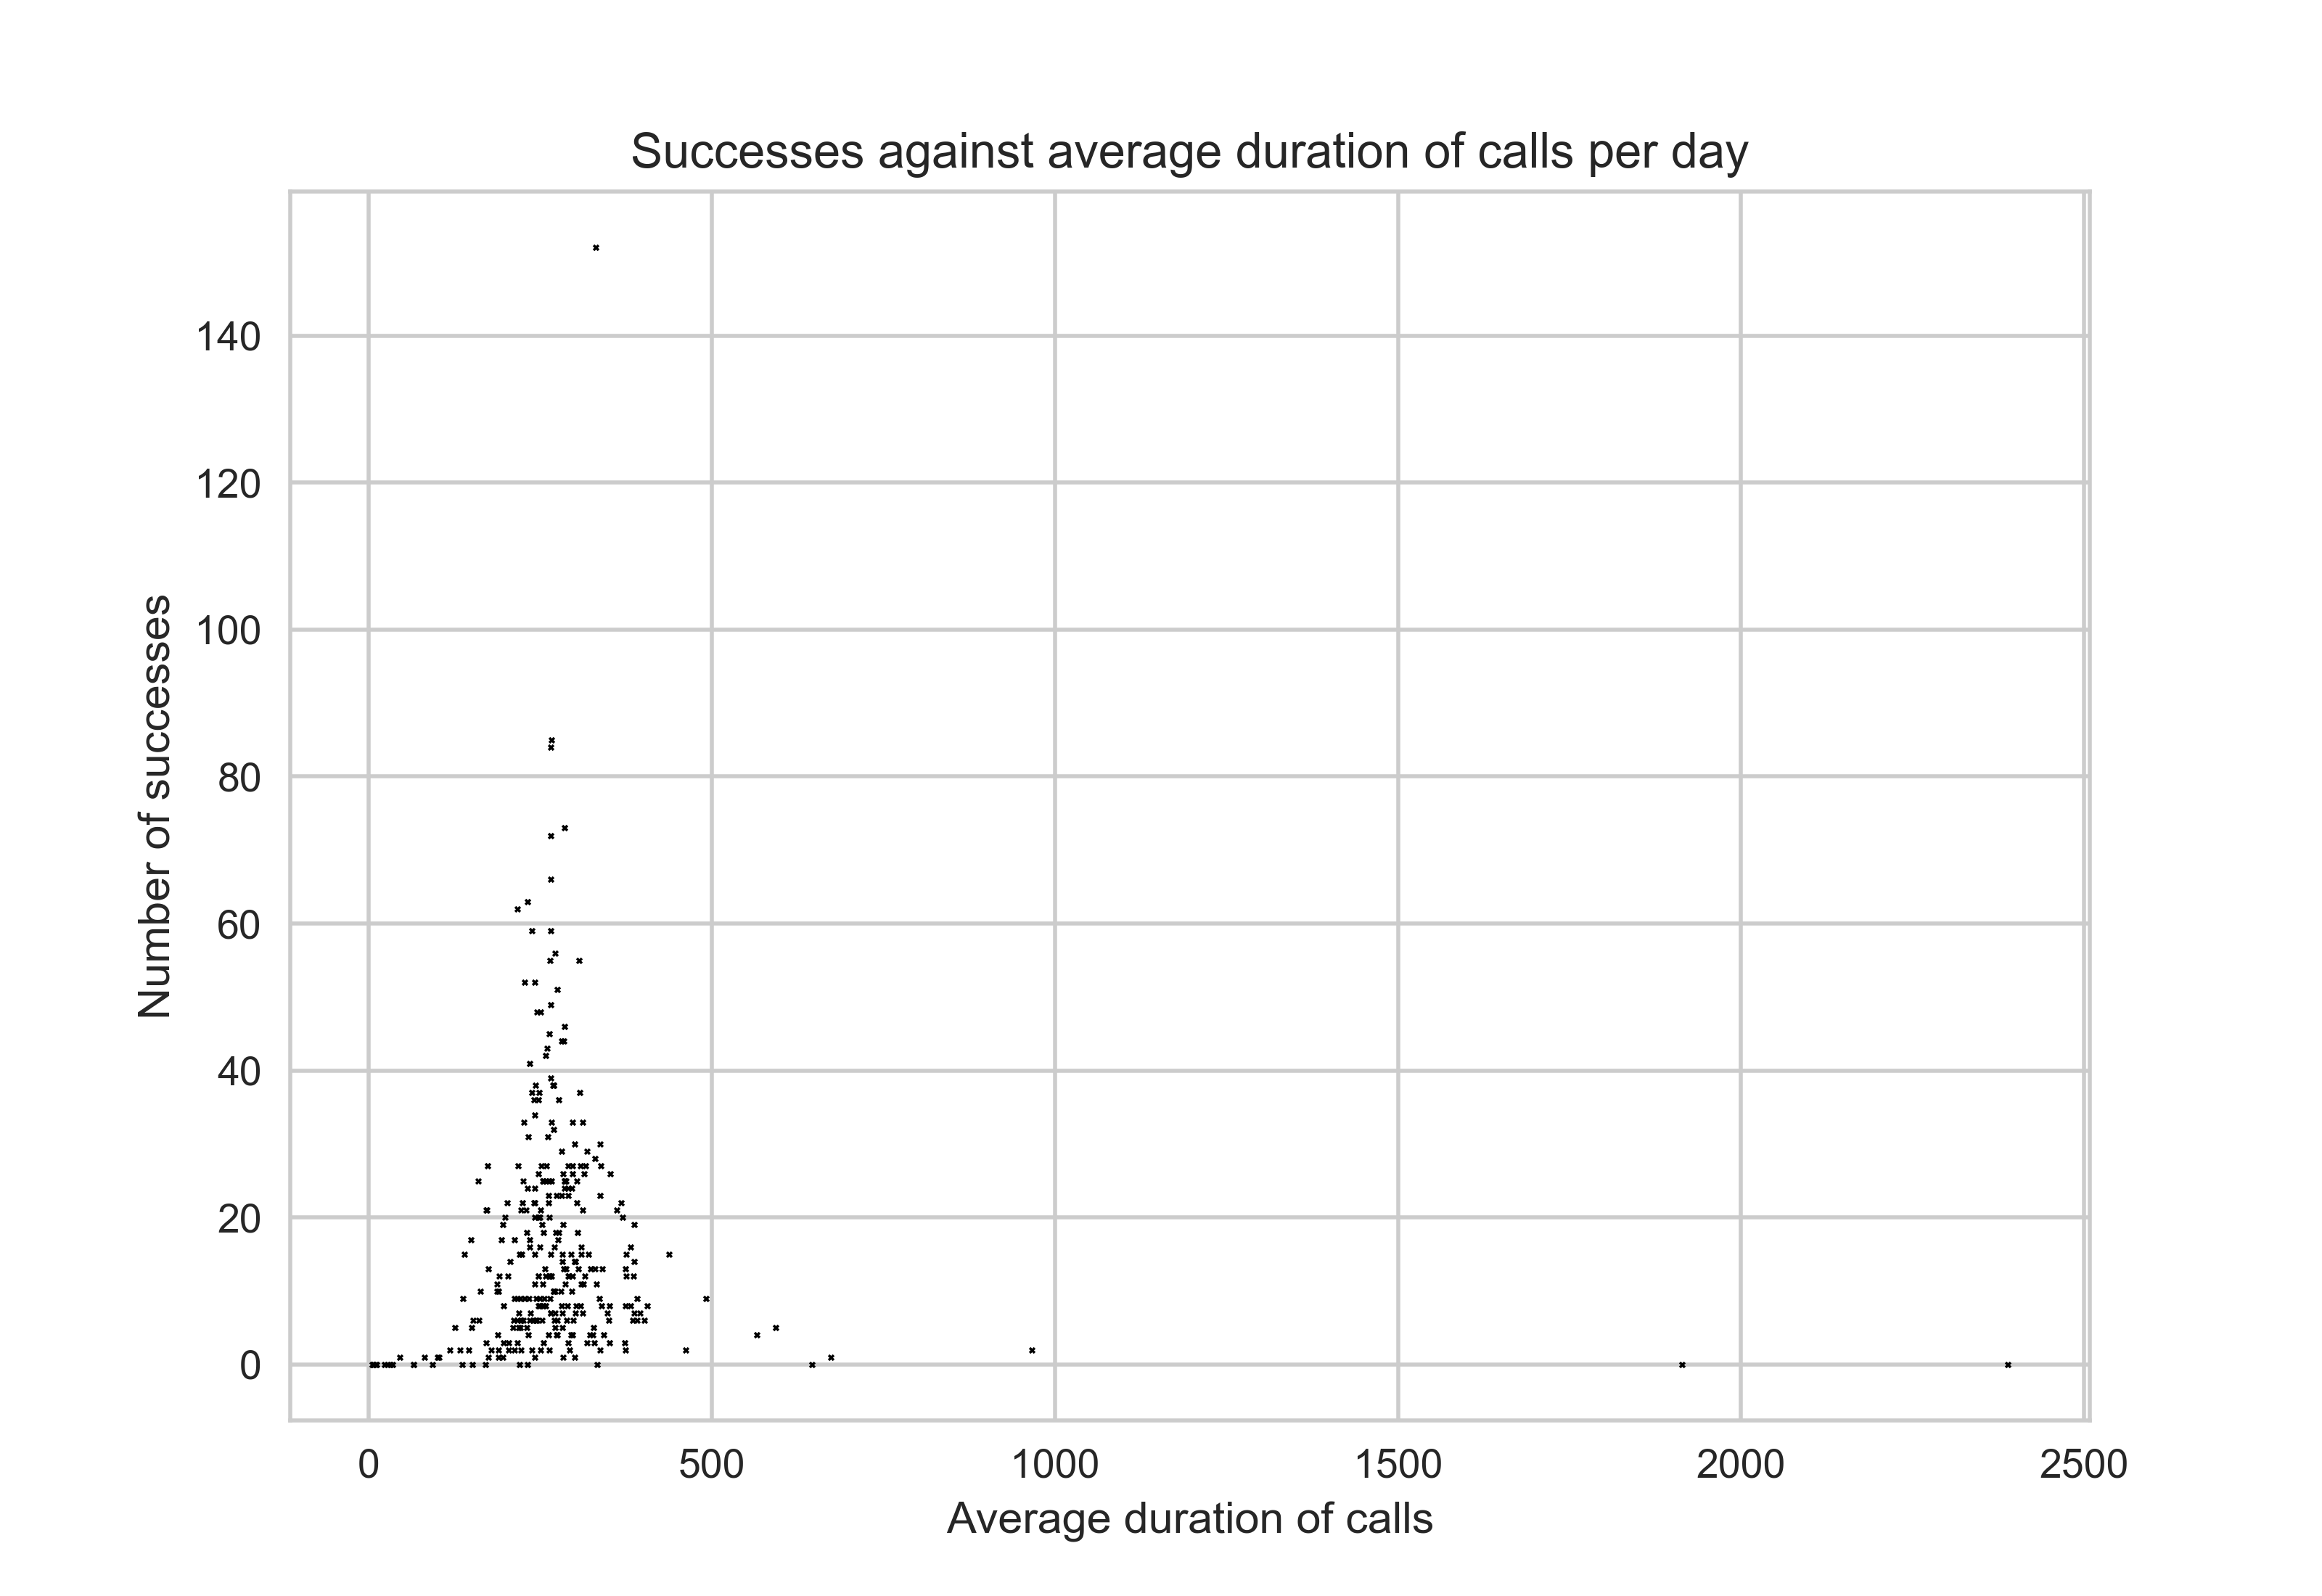 Successes against average duration of calls per day
Number of successes
140
120
100
80
60
40
20
0
0 500 1000 1500 2000 2500
Average duration of calls